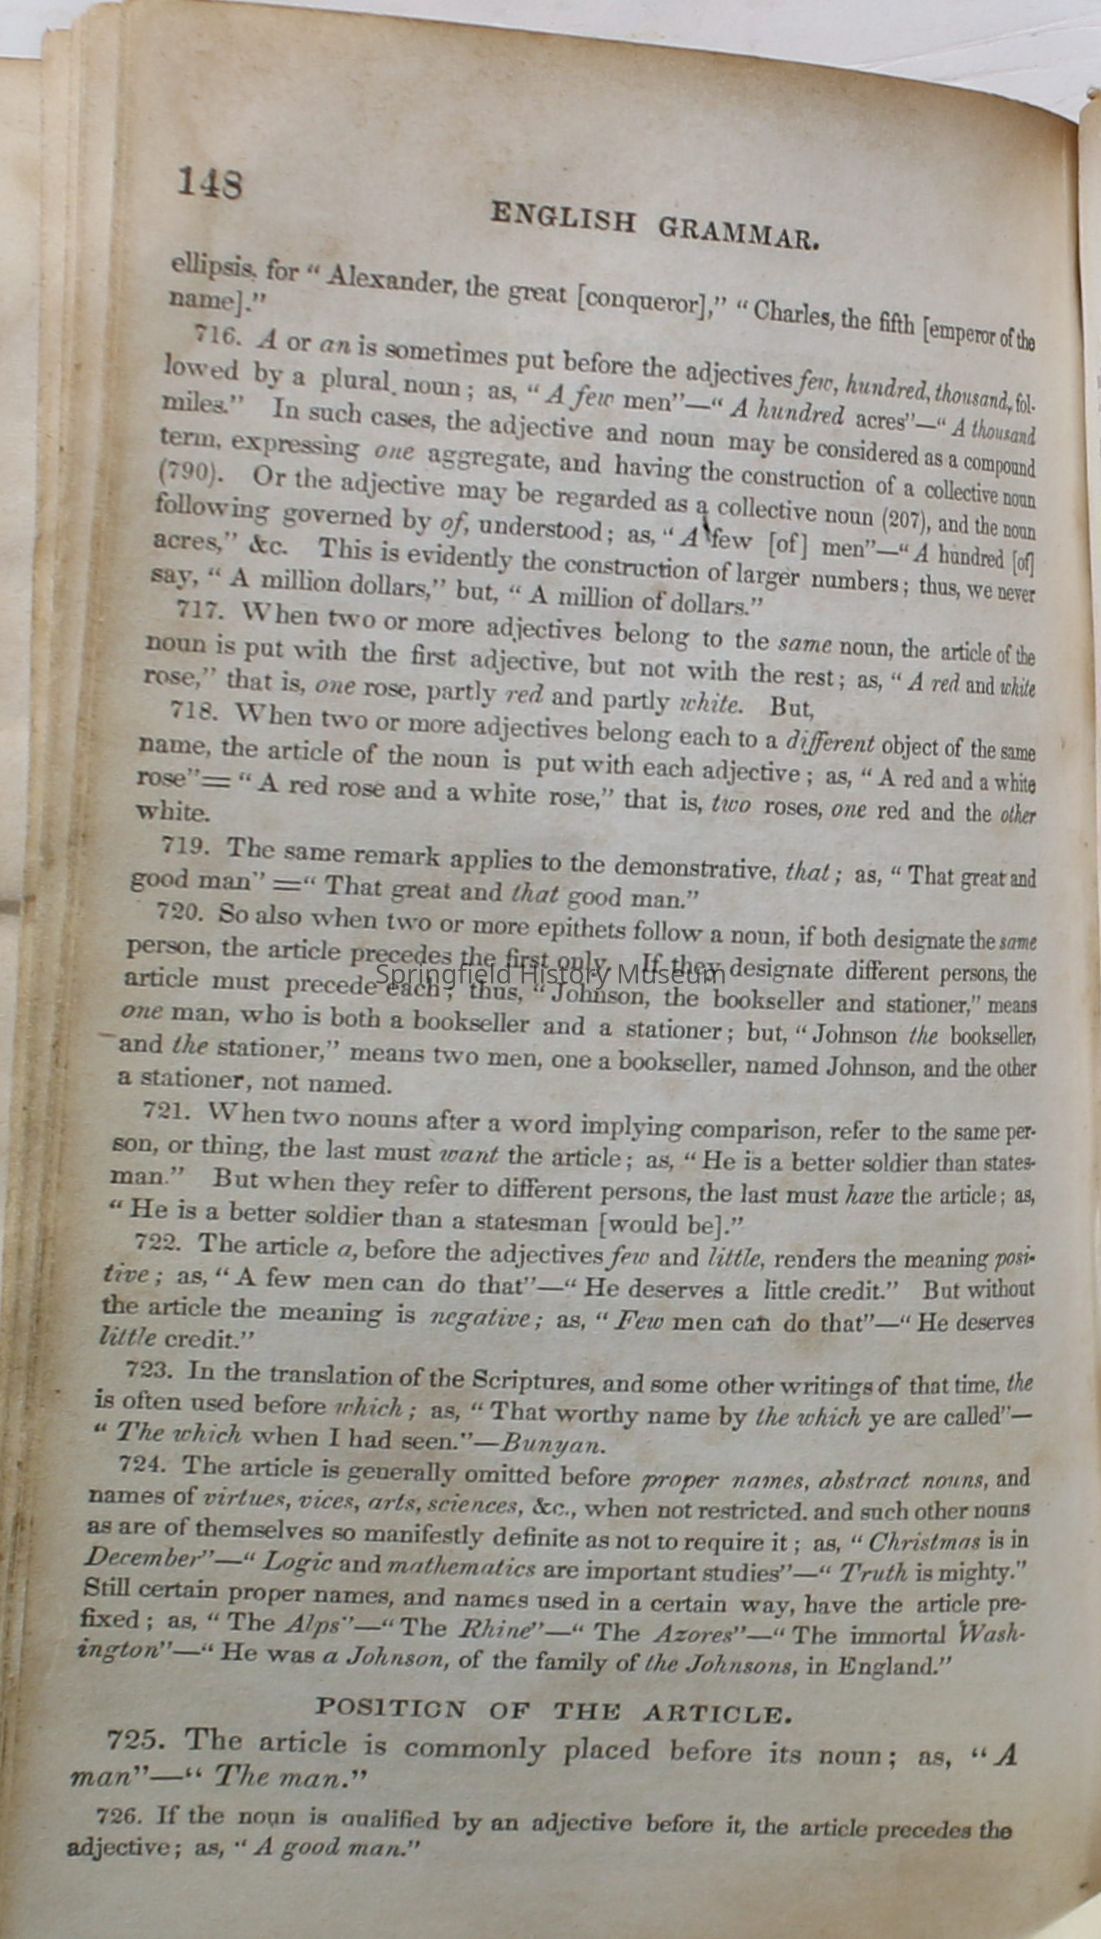 148
ENGLISH GRAMMAR.
ellipsis, for “ Alexander, the great [conqueror],” “ Charles, the fifth [emperor of the
name].”
716. A or an is sometimes put before the adjectives few, hundred, thousand, fol-
lowed by a plural noun ; as, “ A few men”—“ A hundred acres”—“ A thousand
miles.” In such cases, the adjective and noun may be considered as a compound
term, expressing one aggregate, and having the construction of a collective noun
(790). Or the adjective may be regarded as a collective noun (207), and the noun
following governed by of, understood ; as, “ A few [of] men”—“ A hundred [of]
acres,” &c. This is evidently the construction of larger numbers ; thus, we never
say, “ A million dollars,” but, “ A million of dollars.”
717. When two or more adjectives belong to the same noun, the article of the
noun is put with the first adjective, but not with the rest ; as, “ A red and white
rose,” that is, one rose, partly red and partly white. But,
718. When two or more adjectives belong each to a different object of the same
name, the article of the noun is put with each adjective ; as, “ A red and a white
rose”= “ A red rose and a white rose,” that is, two roses, one red and the other
white.
719. The same remark applies to the demonstrative, that ; as, “ That great and
good man” =“ That great and that good man.”
720. So also when two or more epithets follow a noun, if both designate the same
person, the article precedes the first only. If they designate different persons, the
Springfield History Museum
article must precede each ; thus, “ Johnson, the bookseller and stationer,” means
one man, who is both a bookseller and a stationer ; but, “ Johnson the bookseller,
and the stationer,” means two men, one a bookseller, named Johnson, and the other
a stationer, not named.
721. When two nouns after a word implying comparison, refer to the same per-
son, or thing, the last must want the article ; as, “ He is a better soldier than states-
man.” But when they refer to different persons, the last must have the article ; as,
“ He is a better soldier than a statesman [would be].”
722. The article a, before the adjectives few and little, renders the meaning posi-
tive ; as, “ A few men can do that”—“ He deserves a little credit.” But without
the article the meaning is negative ; as, “ Few men can do that”—“ He deserves
little credit.”
723. In the translation of the Scriptures, and some other writings of that time, the
is often used before which ; as, “ That worthy name by the which ye are called”—
“ The which when I had seen.”—Bunyan.
724. The article is generally omitted before proper names, abstract nouns, and
names of virtues, vices, arts, sciences, &c., when not restricted. and such other nouns
as are of themselves so manifestly definite as not to require it ; as, “ Christmas is in
December”—“ Logic and mathematics are important studies”—“ Truth is mighty.”
Still certain proper names, and names used in a certain way, have the article pre-
fixed ; as, “ The Alps”—“ The Rhine”—“ The Azores”—“ The immortal Wash-
ington”—“ He was a Johnson, of the family of the Johnsons, in England.”
POSITION OF THE ARTICLE.
725. The article is commonly placed before its noun ; as, “ A
man”—“ The man.”
726. If the noun is qualified by an adjective before it, the article precedes the
adjective ; as, “ A good man.”